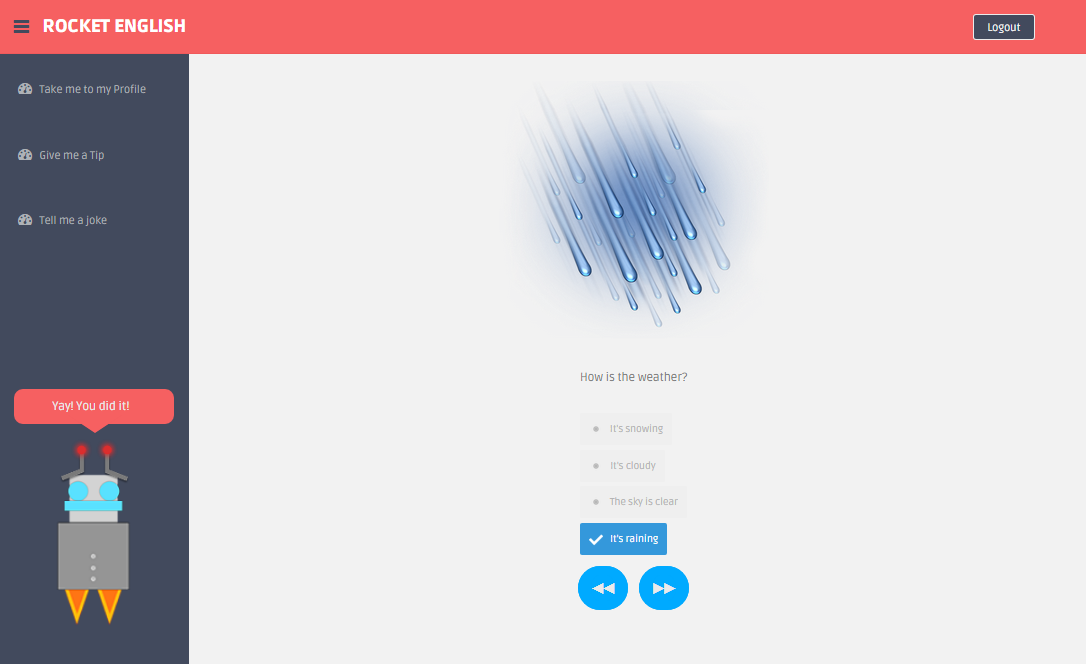 ROCKET ENGLISH
Logout
Take me to my Profile
Give me a Tip
Tell me a joke
Yay! You did it!
How is the weather?
It's snowing
It's cloudy
The sky is clear
It's raining